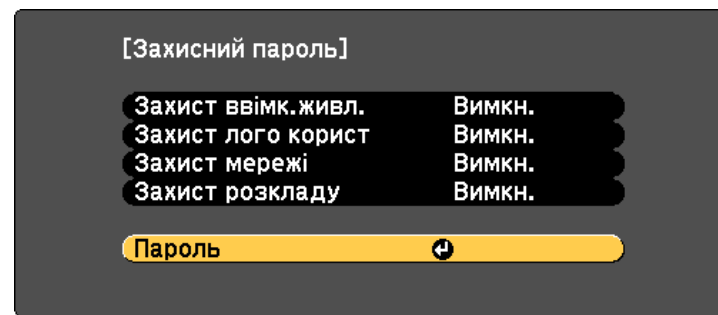 [Захисний пароль]
Захист ввімк.живл. Вимкн.
Захист лого корист Вимкн.
Захист мережі Вимкн.
Захист розкладу Вимкн.
Пароль